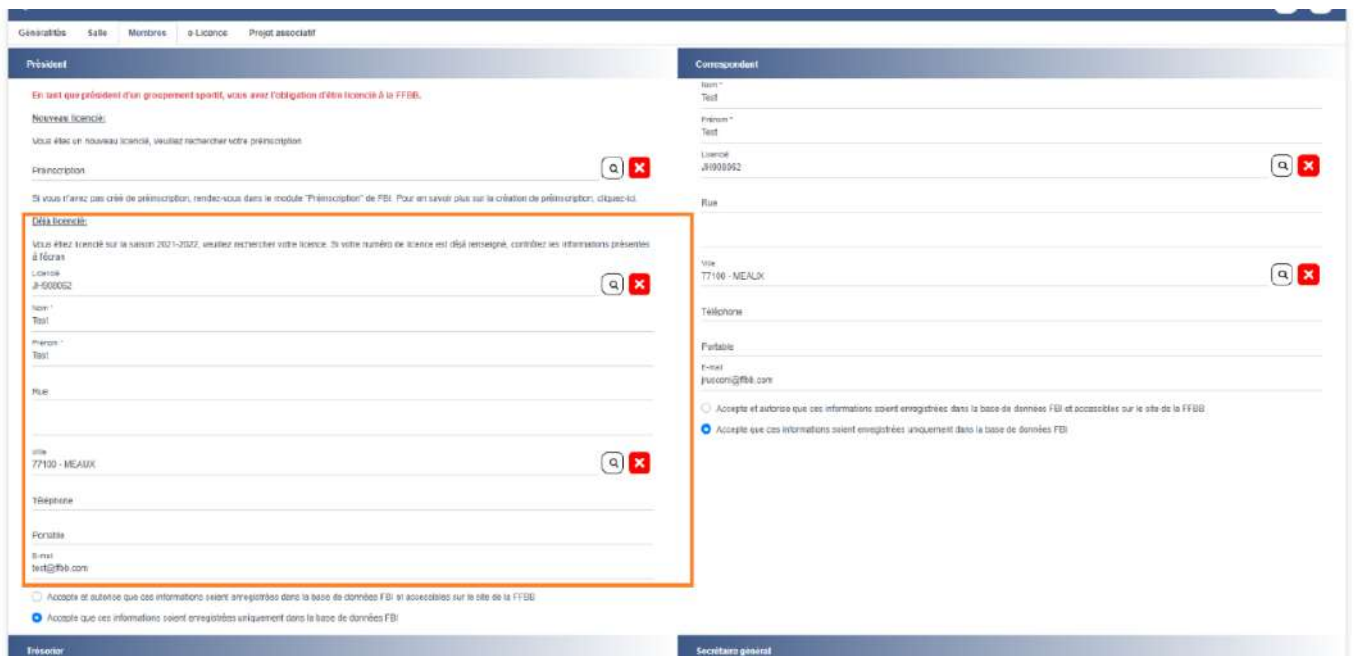 Généralités Salle Membres e-Licence Projet associatif
Président
En tant que président d'un groupement sportif, vous avez l'obligation d'être licencié à la FFBB.
Nouveau licencié:
Vous êtes un nouveau licencié, veuillez rechercher votre préinscription
Préinscription
Si vous n'avez pas créé de préinscription, rendez-vous dans le module "Préinscription" de FBI. Pour en savoir plus sur la création de préinscription, cliquez-ici.
Déjà licencié:
Vous étiez licencié sur la saison 2021-2022, veuillez rechercher votre licence. Si votre numéro de licence est déjà renseigné, contrôlez les informations présentes
à l'écran
Licencié
JH908062
Nom *
Test
Prénom *
Test
Rue
Ville
77100 - MEAUX
Téléphone
Portable
E-mail
test@ffbb.com
Accepte et autorise que ces informations soient enregistrées dans la base de données FBI et accessibles sur le site de la FFBB
Accepte que ces informations soient enregistrées uniquement dans la base de données FBI
Trésorier
Correspondant
Nom *
Test
Prénom *
Test
Licencié
JH908062
Rue
Ville
77100 - MEAUX
Téléphone
Portable
E-mail
jrusconi@ffbb.com
Accepte et autorise que ces informations soient enregistrées dans la base de données FBI et accessibles sur le site de la FFBB
Accepte que ces informations soient enregistrées uniquement dans la base de données FBI
Secrétaire général